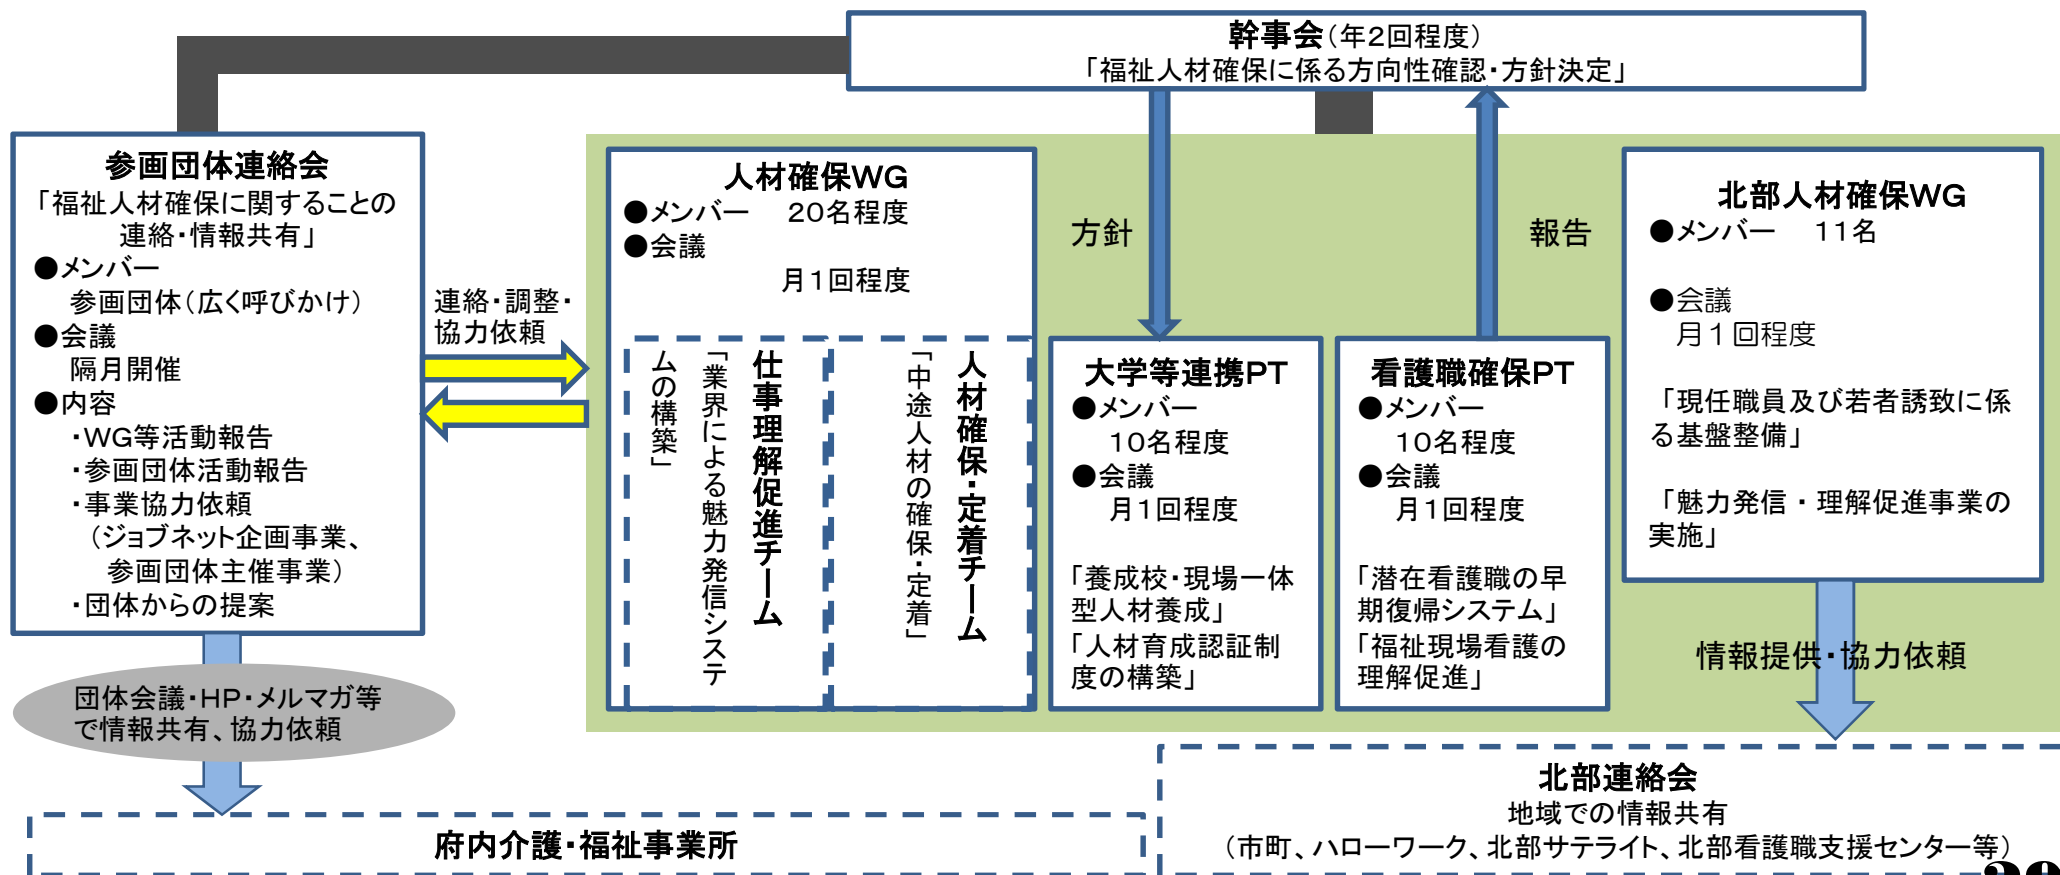 幹事会(年2回程度)
「福祉人材確保に係る方向性確認・方針決定」
参画団体連絡会
「福祉人材確保に関することの
連絡・情報共有」
●メンバー
参画団体(広く呼びかけ)
●会議
隔月開催
●内容
・WG等活動報告
・参画団体活動報告
・事業協力依頼
(ジョブネット企画事業、
参画団体主催事業)
・団体からの提案
連絡・調整・
協力依頼
人材確保WG
●メンバー 20名程度
●会議
月1回程度
仕事理解促進チーム
「業界による魅力発信システ
ムの構築」
人材確保・定着チーム
「中途人材の確保・定着」
方針
大学等連携PT
●メンバー
10名程度
●会議
月1回程度
「養成校・現場一体
型人材養成」
「人材育成認証制
度の構築」
報告
看護職確保PT
●メンバー
10名程度
●会議
月1回程度
「潜在看護職の早
期復帰システム」
「福祉現場看護の
理解促進」
北部人材確保WG
●メンバー 11名
●会議
月1回程度
「現任職員及び若者誘致に係
る基盤整備」
「魅力発信・理解促進事業の
実施」
情報提供・協力依頼
団体会議・HP・メルマガ等
で情報共有、協力依頼
府内介護・福祉事業所
北部連絡会
地域での情報共有
(市町、ハローワーク、北部サテライト、北部看護職支援センター等)